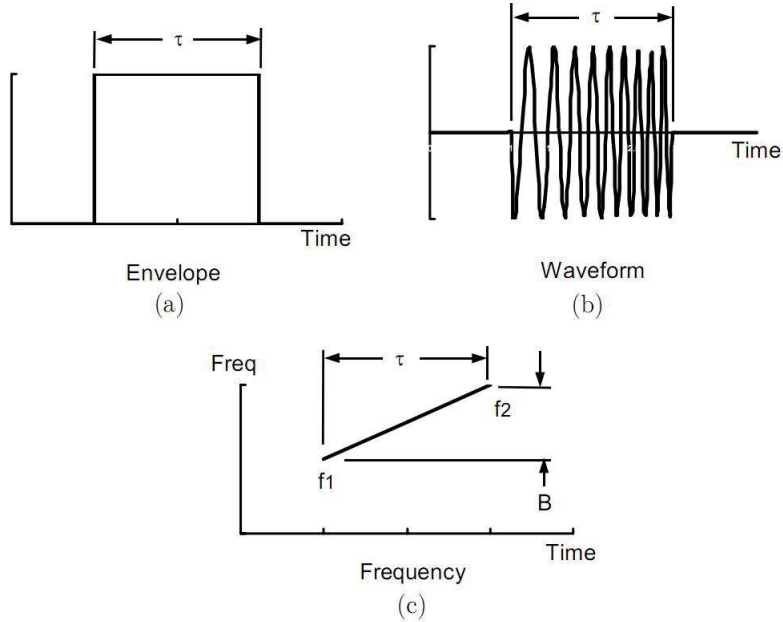 τ
Time
Envelope
(a)
τ
Time
Waveform
(b)
Freq
τ
f1
f2
B
Time
Frequency
(c)